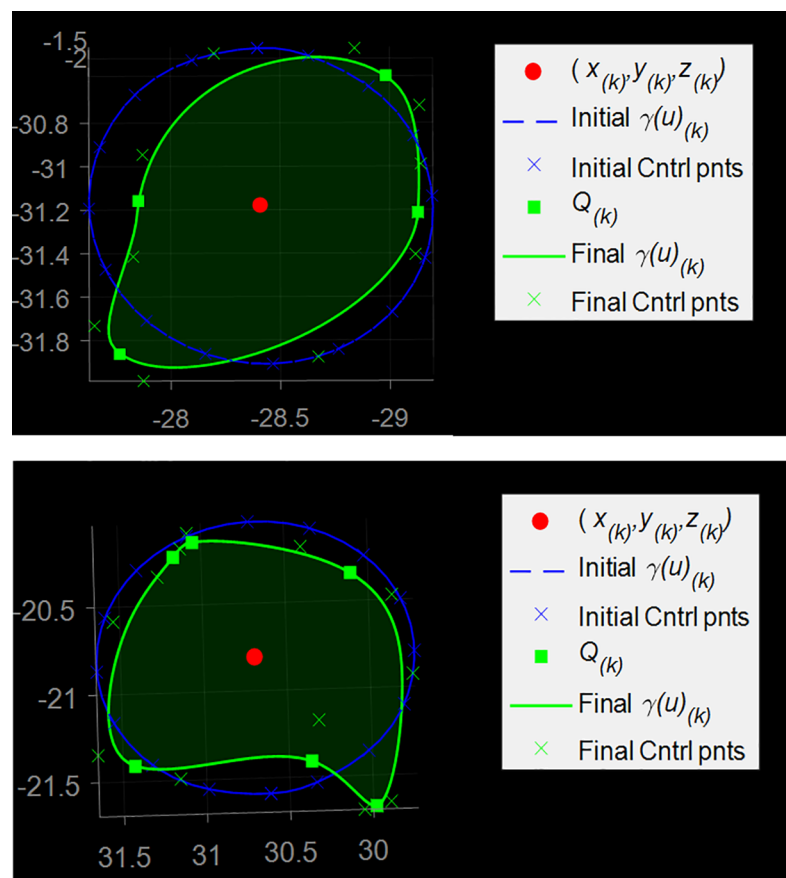 -1.5
-2
-30.8
-31
-31.2
-31.4
-31.6
-31.8
-28
-28.5
-29
( x(k),y(k),z(k))
Initial γ(u)(k)
Initial Cntrl pnts
Q(k)
Final γ(u)(k)
Final Cntrl pnts
-20.5
-21
-21.5
31.5
31
30.5
30
( x(k),y(k),z(k))
Initial γ(u)(k)
Initial Cntrl pnts
Q(k)
Final γ(u)(k)
Final Cntrl pnts